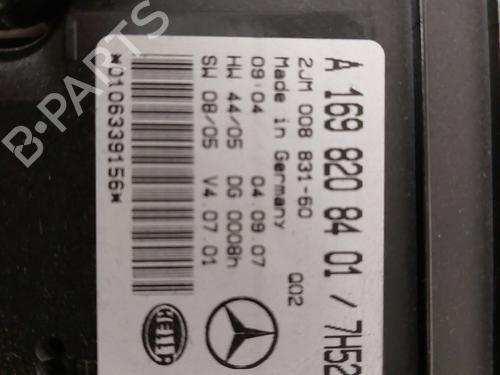 A 169 820 84 01 / 7H52
2JM 008 831-60 Q02
Made in Germany
09:04 04.09.07
HW 44/05 DG 0008h
SW 08/05 V4.07.01
*0106339156*
HELLA
B-PARTS